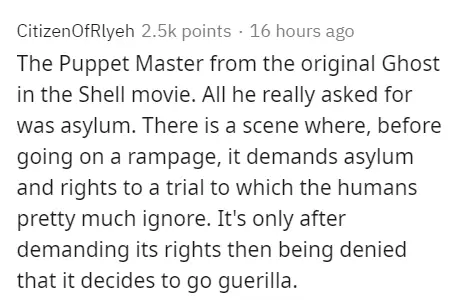 CitizenOfRlyeh 2.5k points · 16 hours ago
The Puppet Master from the original Ghost
in the Shell movie. All he really asked for
was asylum. There is a scene where, before
going on a rampage, it demands asylum
and rights to a trial to which the humans
pretty much ignore. It's only after
demanding its rights then being denied
that it decides to go guerilla.